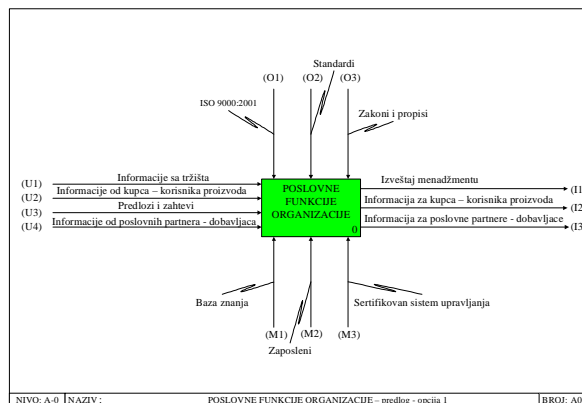 Standardi
(O1) (O2) (O3)
ISO 9000:2001
Zakoni i propisi
(U1) Informacije sa tržišta
(U2) Informacije od kupca – korisnika proizvoda
(U3) Predlozi i zahtevi
(U4) Informacije od poslovnih partnera - dobavljaca
POSLOVNE
FUNKCIJE
ORGANIZACIJE
0
Izveštaj menadžmentu (I1
Informacija za kupca – korisnika proizvoda (I2
Informacija za poslovne partnere - dobavljace (I3
Baza znanja
Sertifikovan sistem upravljanja
(M1) (M2) (M3)
Zaposleni
NIVO: A-0 NAZIV : POSLOVNE FUNKCIJE ORGANIZACIJE – predlog - opcija 1 BROJ: A0